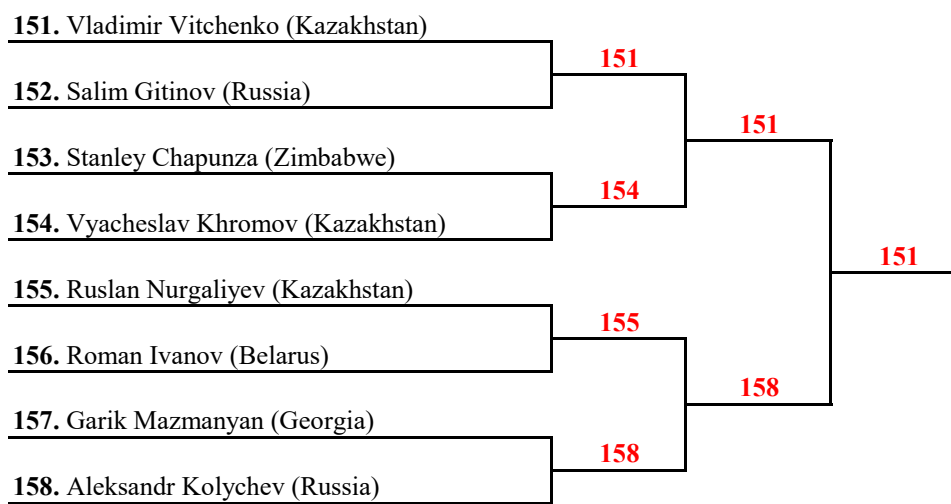 151. Vladimir Vitchenko (Kazakhstan)
151
152. Salim Gitinov (Russia)
151
153. Stanley Chapunza (Zimbabwe)
154
154. Vyacheslav Khromov (Kazakhstan)
151
155. Ruslan Nurgaliyev (Kazakhstan)
155
156. Roman Ivanov (Belarus)
158
157. Garik Mazmanyan (Georgia)
158
158. Aleksandr Kolychev (Russia)